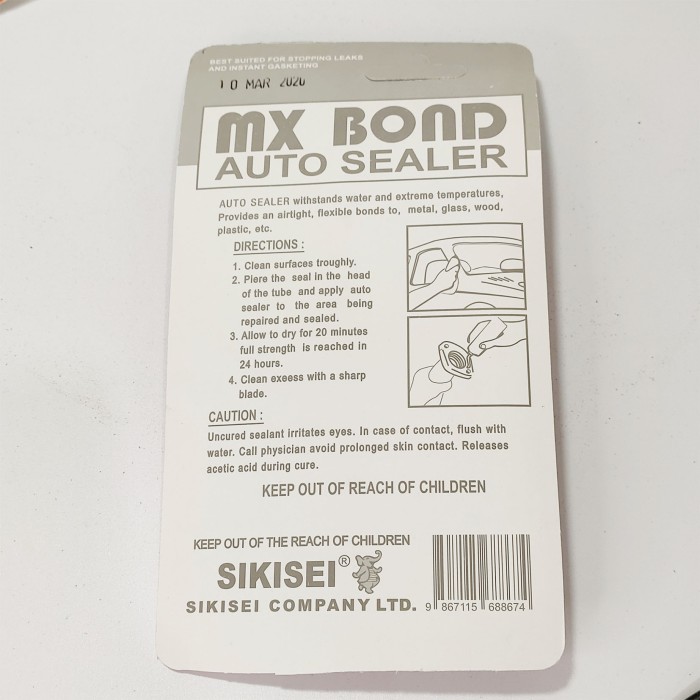 BEST SUITED FOR STOPPING LEAKS
AND INSTANT GASKETING
10 MAR 2020
MX BOND
AUTO SEALER
AUTO SEALER withstands water and extreme temperatures,
Provides an airtight, flexible bonds to, metal, glass, wood,
plastic, etc.
DIRECTIONS :
1. Clean surfaces troughly.
2. Piere the seal in the head
of the tube and apply auto
sealer to the area being
repaired and sealed.
3. Allow to dry for 20 minutes
full strength is reached in
24 hours.
4. Clean exeess with a sharp
blade.
CAUTION :
Uncured sealant irritates eyes. In case of contact, flush with
water. Call physician avoid prolonged skin contact. Releases
acetic acid during cure.
KEEP OUT OF REACH OF CHILDREN
KEEP OUT OF THE REACH OF CHILDREN
SIKISEI®
SIKISEI COMPANY LTD.
9 867115 688674